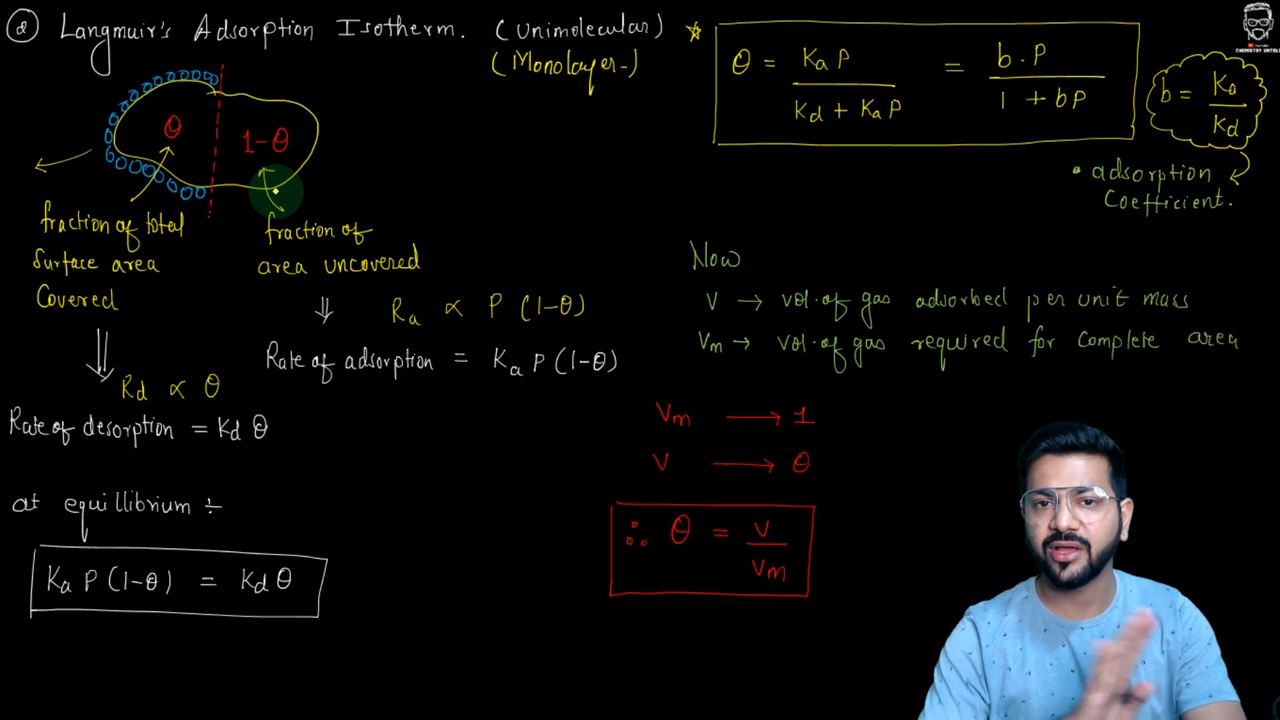 ② Langmuir's Adsorption Isotherm. (Unimolecular)
(Monolayer-)
θ
1-θ
fraction of total
Surface area
Covered
fraction of
area uncovered
⇓
Ra ∝ P (1-θ)
Rate of adsorption = Ka P (1-θ)
⇓
Rd ∝ θ
Rate of desorption = Kd θ
at equillibrium ÷
Ka P (1-θ) = Kd θ
☆ θ = Ka P / Kd + Ka P = b · P / 1 + bP
b = Ka / Kd
• adsorption
Coefficient.
Now
V → vol. of gas adsorbed per unit mass
Vm → vol. of gas required for complete area
Vm → 1
V → θ
∴ θ = V / Vm
CHEMISTRY UNTOLD